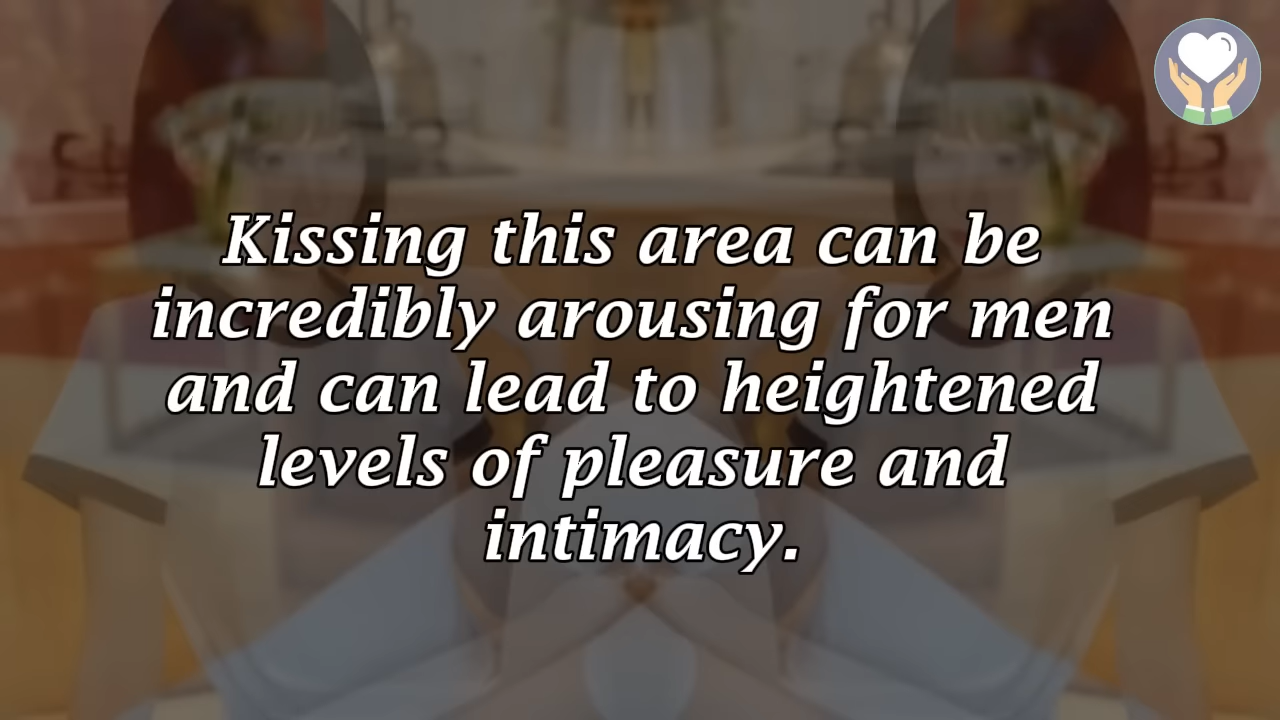 Kissing this area can be
incredibly arousing for men
and can lead to heightened
levels of pleasure and
intimacy.